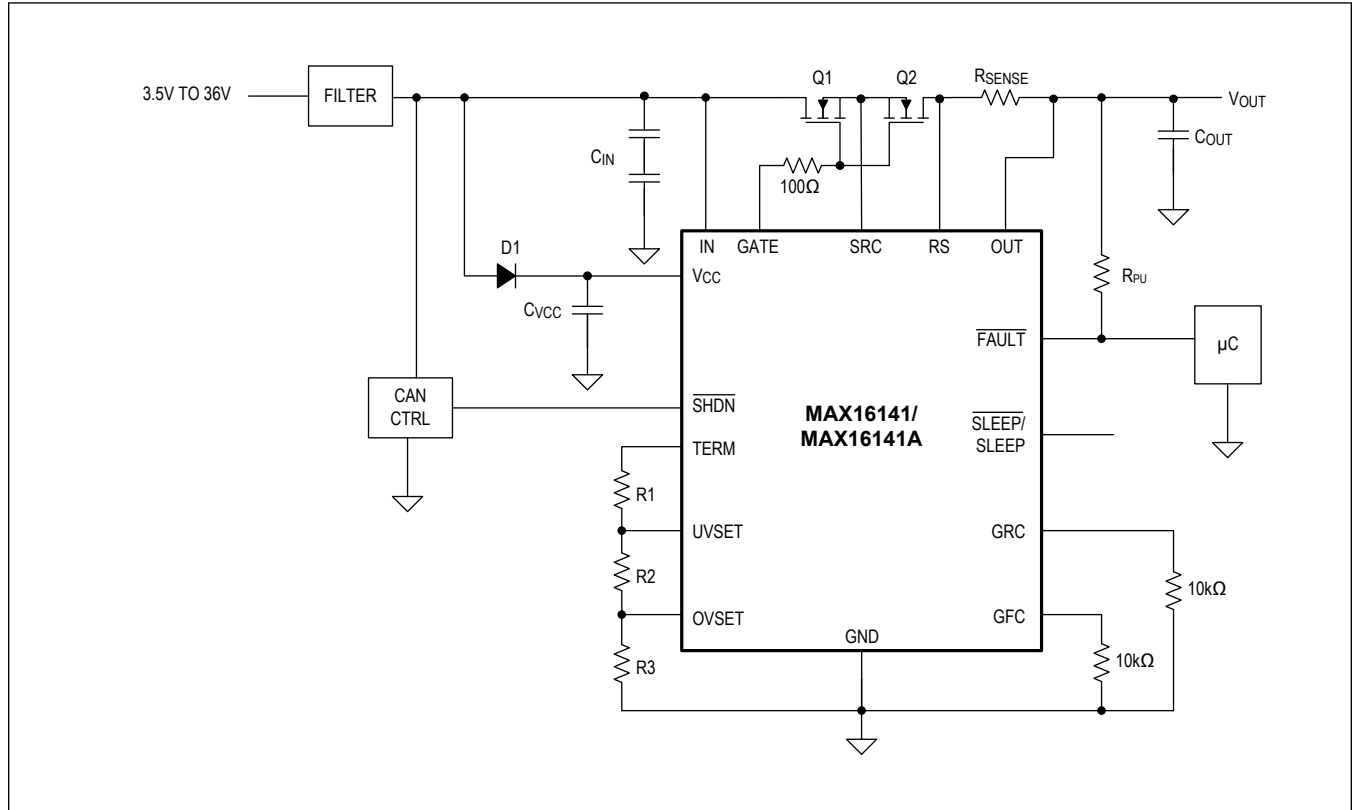 3.5V TO 36V
FILTER
Q1
Q2
RSENSE
VOUT
CIN
100Ω
COUT
IN
GATE
SRC
RS
OUT
D1
VCC
CVCC
RPU
FAULT
µC
CAN
CTRL
SHDN
MAX16141/
MAX16141A
SLEEP/
SLEEP
TERM
R1
UVSET
GRC
R2
10kΩ
OVSET
GFC
GND
R3
10kΩ